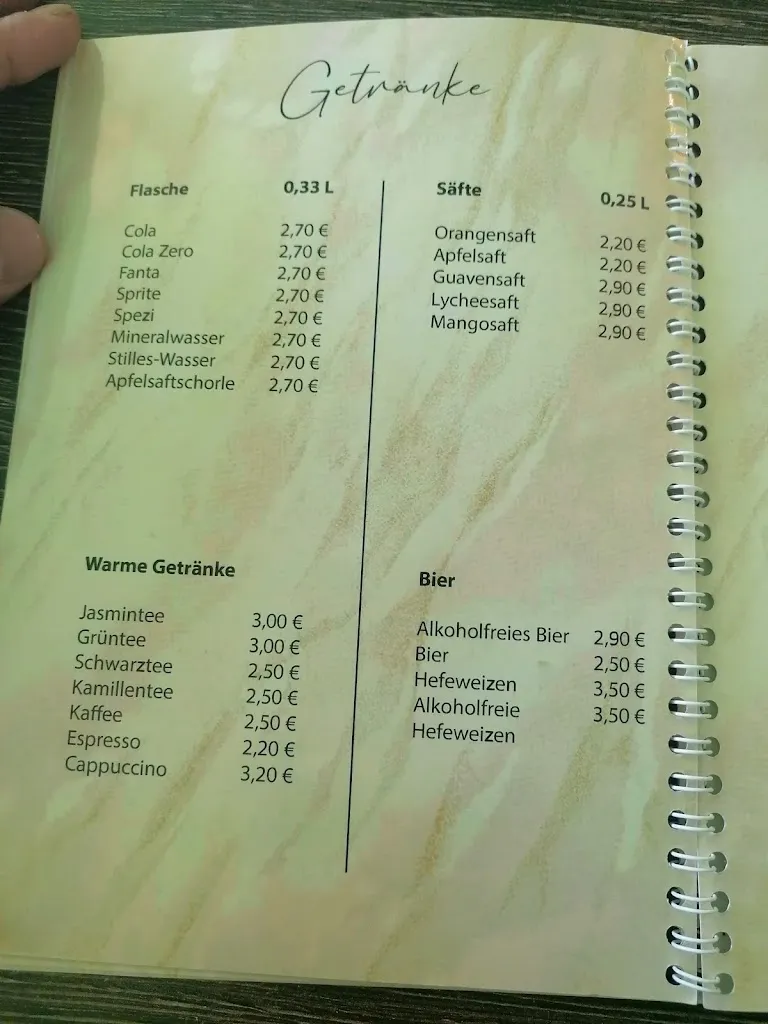 Getränke
Flasche 0,33 L
Cola 2,70 €
Cola Zero 2,70 €
Fanta 2,70 €
Sprite 2,70 €
Spezi 2,70 €
Mineralwasser 2,70 €
Stilles-Wasser 2,70 €
Apfelsaftschorle 2,70 €
Säfte 0,25 L
Orangensaft 2,20 €
Apfelsaft 2,20 €
Guavensaft 2,90 €
Lycheesaft 2,90 €
Mangosaft 2,90 €
Warme Getränke
Jasmintee 3,00 €
Grüntee 3,00 €
Schwarztee 2,50 €
Kamillentee 2,50 €
Kaffee 2,50 €
Espresso 2,20 €
Cappuccino 3,20 €
Bier
Alkoholfreies Bier 2,90 €
Bier 2,50 €
Hefeweizen 3,50 €
Alkoholfreie 3,50 €
Hefeweizen